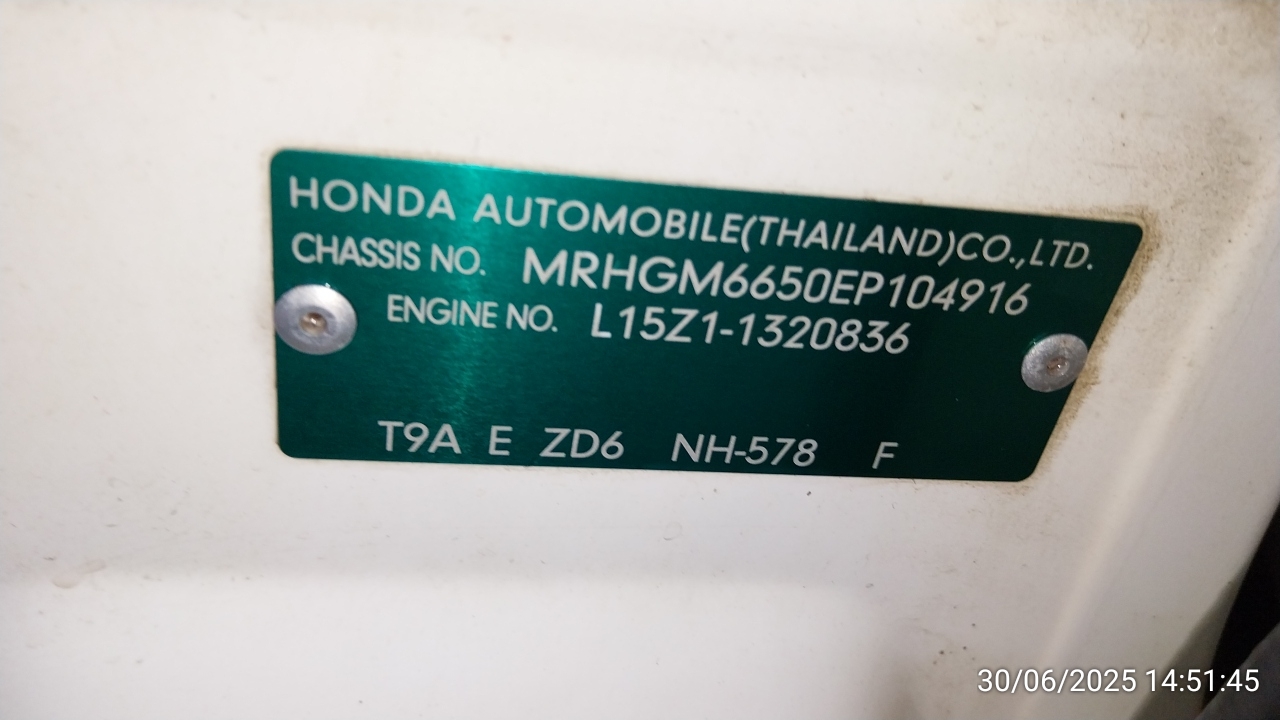 HONDA AUTOMOBILE(THAILAND)CO.,LTD.
CHASSIS NO. MRHGM6650EP104916
ENGINE NO. L15Z1-1320836
T9A E ZD6 NH-578 F
30/06/2025 14:51:45